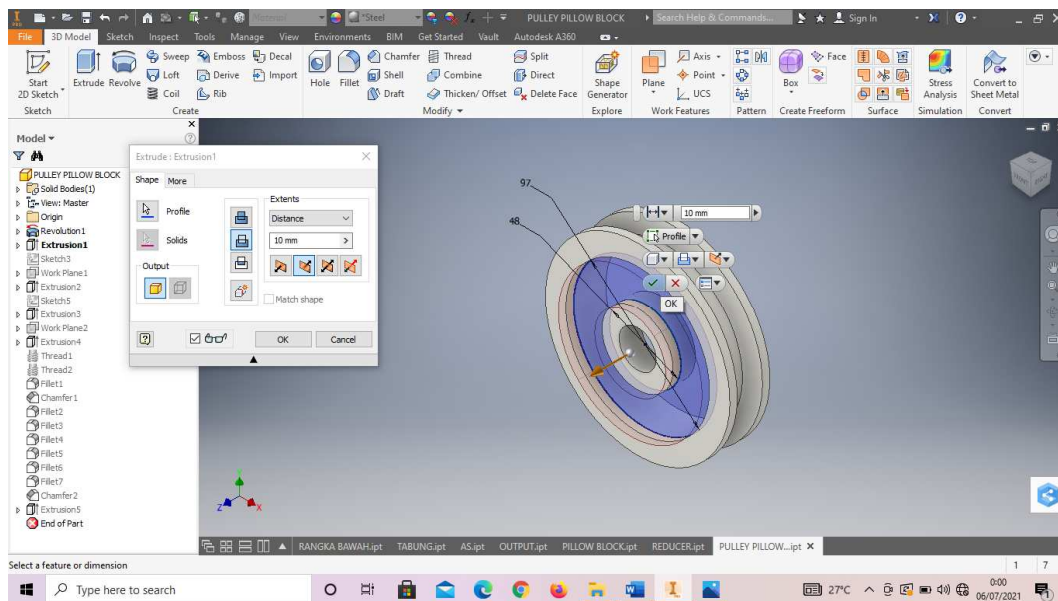 Material
*Steel
PULLEY PILLOW BLOCK
Search Help & Commands...
Sign In
File 3D Model Sketch Inspect Tools Manage View Environments BIM Get Started Vault Autodesk A360
Start
2D Sketch
Extrude Revolve
Sweep Emboss Decal
Loft Derive Import
Coil Rib
Hole Fillet
Chamfer Thread Split
Shell Combine Direct
Draft Thicken/ Offset Delete Face
Shape
Generator
Plane
Axis
Point
UCS
Box
Face
Stress
Analysis
Convert to
Sheet Metal
Sketch Create Modify Explore Work Features Pattern Create Freeform Surface Simulation Convert
Model
PULLEY PILLOW BLOCK
Solid Bodies(1)
View: Master
Origin
Revolution1
Extrusion1
Sketch3
Work Plane1
Extrusion2
Sketch5
Extrusion3
Work Plane2
Extrusion4
Thread1
Thread2
Fillet1
Chamfer1
Fillet2
Fillet3
Fillet4
Fillet5
Fillet6
Fillet7
Chamfer2
Extrusion5
End of Part
Extrude : Extrusion1
Shape More
Profile
Solids
Output
Extents
Distance
10 mm
Match shape
OK Cancel
97
48
10 mm
Profile
OK
Y
Z
X
RANGKA BAWAH.ipt TABUNG.ipt AS.ipt OUTPUT.ipt PILLOW BLOCK.ipt REDUCER.ipt PULLEY PILLOW...ipt
Select a feature or dimension 1 7
Type here to search
27°C
0:00
06/07/2021